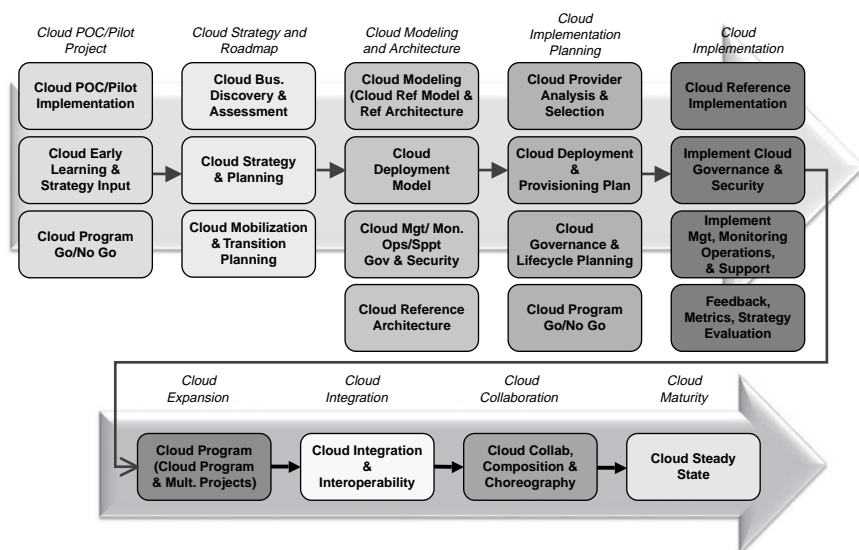 Cloud POC/Pilot
Project
Cloud Strategy and
Roadmap
Cloud Modeling
and Architecture
Cloud
Implementation
Planning
Cloud
Implementation
Cloud POC/Pilot
Implementation
Cloud Early
Learning &
Strategy Input
Cloud Program
Go/No Go
Cloud Bus.
Discovery &
Assessment
Cloud Strategy
& Planning
Cloud Mobilization
& Transition
Planning
Cloud Modeling
(Cloud Ref Model &
Ref Architecture
Cloud
Deployment
Model
Cloud Mgt/ Mon.
Ops/Sppt
Gov & Security
Cloud Reference
Architecture
Cloud Provider
Analysis &
Selection
Cloud Deployment
&
Provisioning Plan
Cloud
Governance &
Lifecycle Planning
Cloud Program
Go/No Go
Cloud Reference
Implementation
Implement Cloud
Governance &
Security
Implement
Mgt, Monitoring
Operations,
& Support
Feedback,
Metrics, Strategy
Evaluation
Cloud
Expansion
Cloud
Integration
Cloud
Collaboration
Cloud
Maturity
Cloud Program
(Cloud Program
& Mult. Projects)
Cloud Integration
&
Interoperability
Cloud Collab,
Composition &
Choreography
Cloud Steady
State